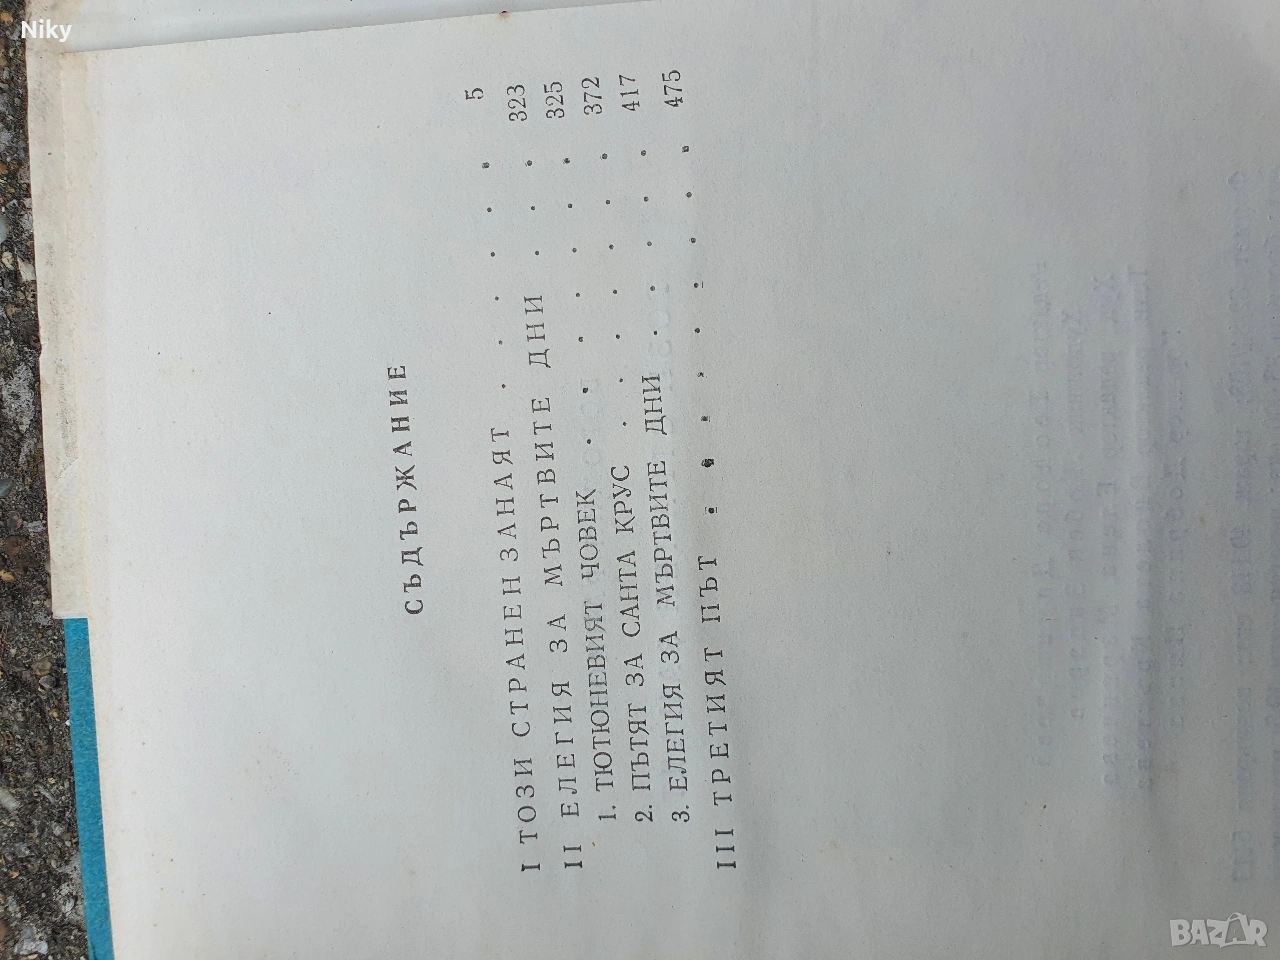 Niky
СЪДЪРЖАНИЕ
I ТОЗИ СТРАНЕН ЗАНАЯТ . . . . . . 5
II ЕЛЕГИЯ ЗА МЪРТВИТЕ ДНИ . . . 323
1. ТЮТЮНЕВИЯТ ЧОВЕК . . . . . . . 325
2. ПЪТЯТ ЗА САНТА КРУС . . . . . . . 372
3. ЕЛЕГИЯ ЗА МЪРТВИТЕ ДНИ . . . . . 417
III ТРЕТИЯТ ПЪТ . . . . . . . . . 475
BAZAR